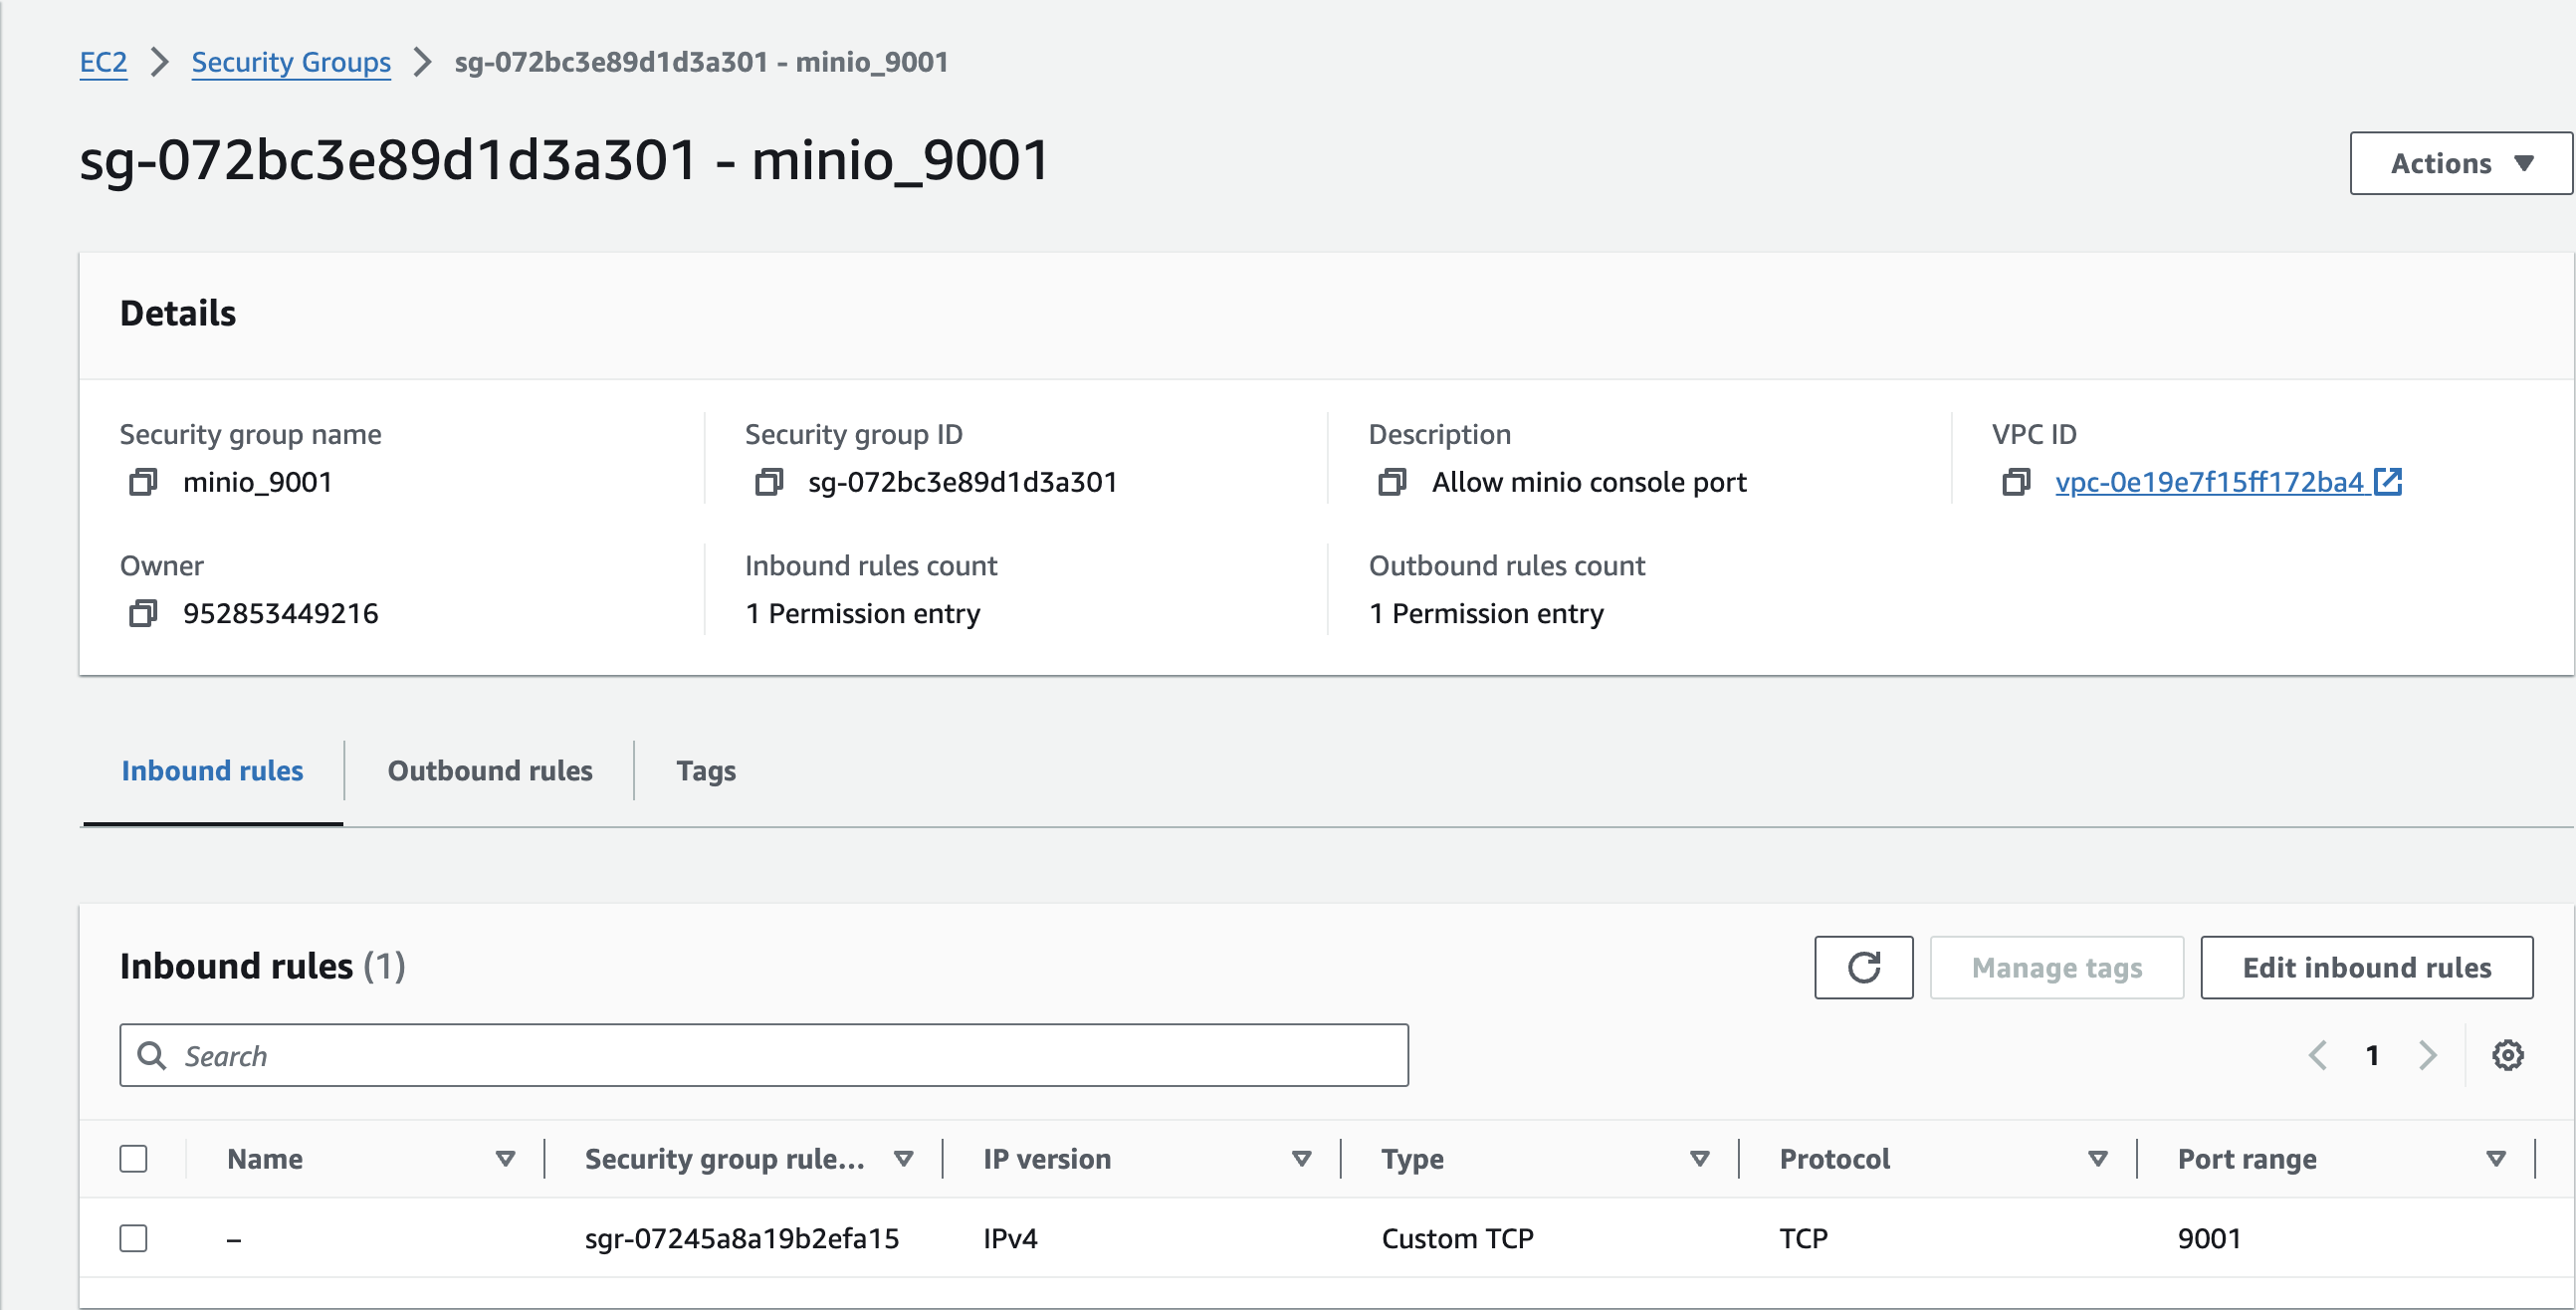 EC2 > Security Groups > sg-072bc3e89d1d3a301 - minio_9001
sg-072bc3e89d1d3a301 - minio_9001
Actions
Details
Security group name
minio_9001
Security group ID
sg-072bc3e89d1d3a301
Description
Allow minio console port
VPC ID
vpc-0e19e7f15ff172ba4
Owner
952853449216
Inbound rules count
1 Permission entry
Outbound rules count
1 Permission entry
Inbound rules
Outbound rules
Tags
Inbound rules (1)
Manage tags
Edit inbound rules
Search
1
Name
Security group rule...
IP version
Type
Protocol
Port range
–
sgr-07245a8a19b2efa15
IPv4
Custom TCP
TCP
9001